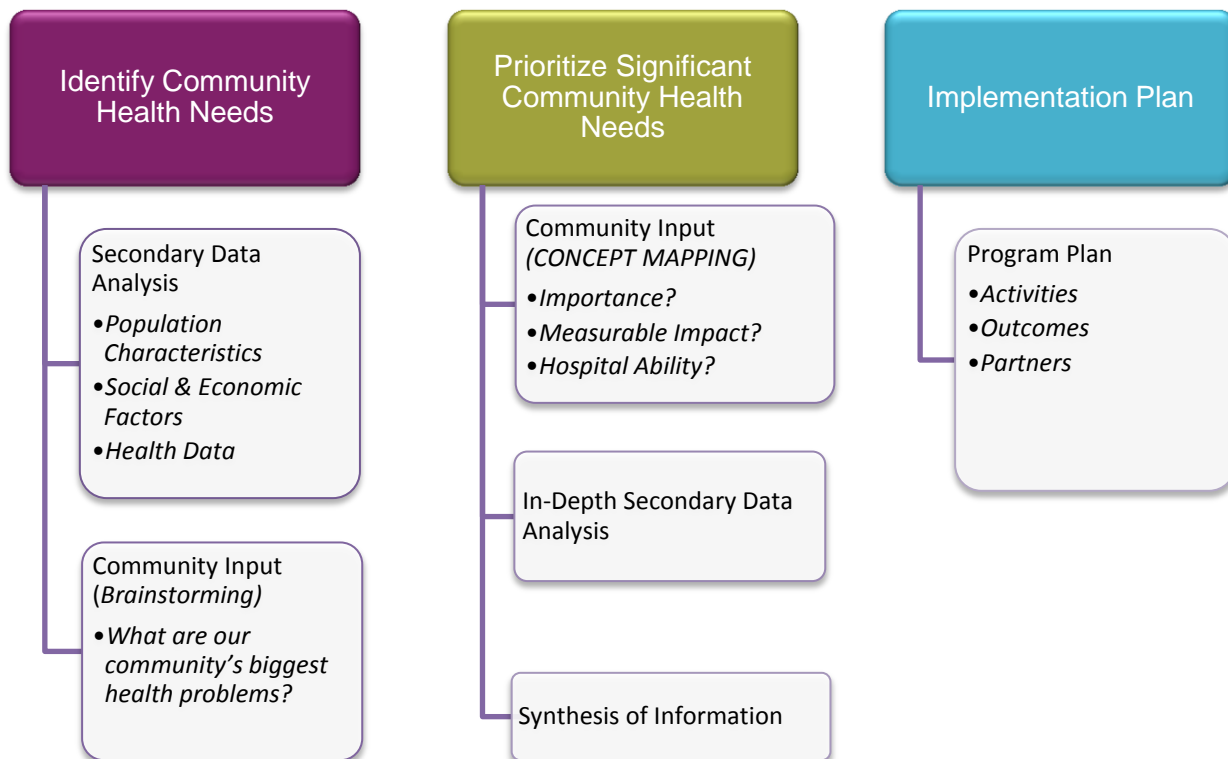 Identify Community
Health Needs
Secondary Data
Analysis
•Population
Characteristics
•Social & Economic
Factors
•Health Data
Community Input
(Brainstorming)
•What are our
community’s biggest
health problems?
Prioritize Significant
Community Health
Needs
Community Input
(CONCEPT MAPPING)
•Importance?
•Measurable Impact?
•Hospital Ability?
In-Depth Secondary Data
Analysis
Synthesis of Information
Implementation Plan
Program Plan
•Activities
•Outcomes
•Partners